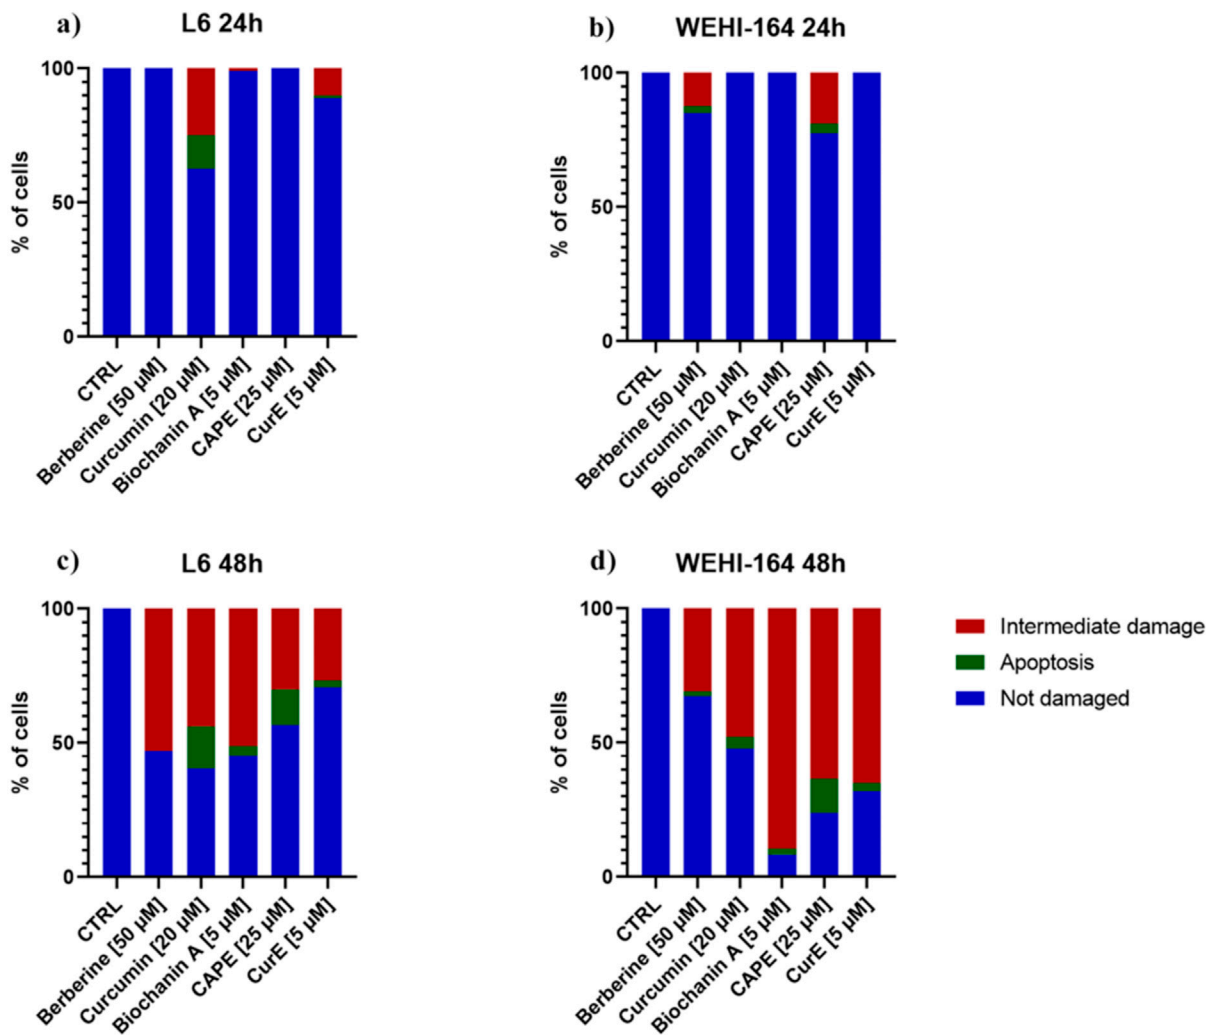 a) L6 24h
100
50
0
% of cells
CTRL
Berberine [50 µM]
Curcumin [20 µM]
Biochanin A [5 µM]
CAPE [25 µM]
CurE [5 µM]
b) WEHI-164 24h
100
50
0
% of cells
CTRL
Berberine [50 µM]
Curcumin [20 µM]
Biochanin A [5 µM]
CAPE [25 µM]
CurE [5 µM]
c) L6 48h
100
50
0
% of cells
CTRL
Berberine [50 µM]
Curcumin [20 µM]
Biochanin A [5 µM]
CAPE [25 µM]
CurE [5 µM]
d) WEHI-164 48h
100
50
0
% of cells
CTRL
Berberine [50 µM]
Curcumin [20 µM]
Biochanin A [5 µM]
CAPE [25 µM]
CurE [5 µM]
Intermediate damage
Apoptosis
Not damaged